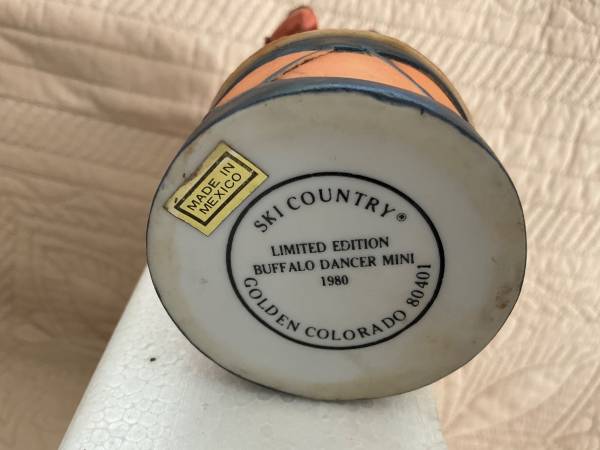 MADE IN
MEXICO
SKI COUNTRY®
LIMITED EDITION
BUFFALO DANCER MINI
1980
GOLDEN COLORADO 80401